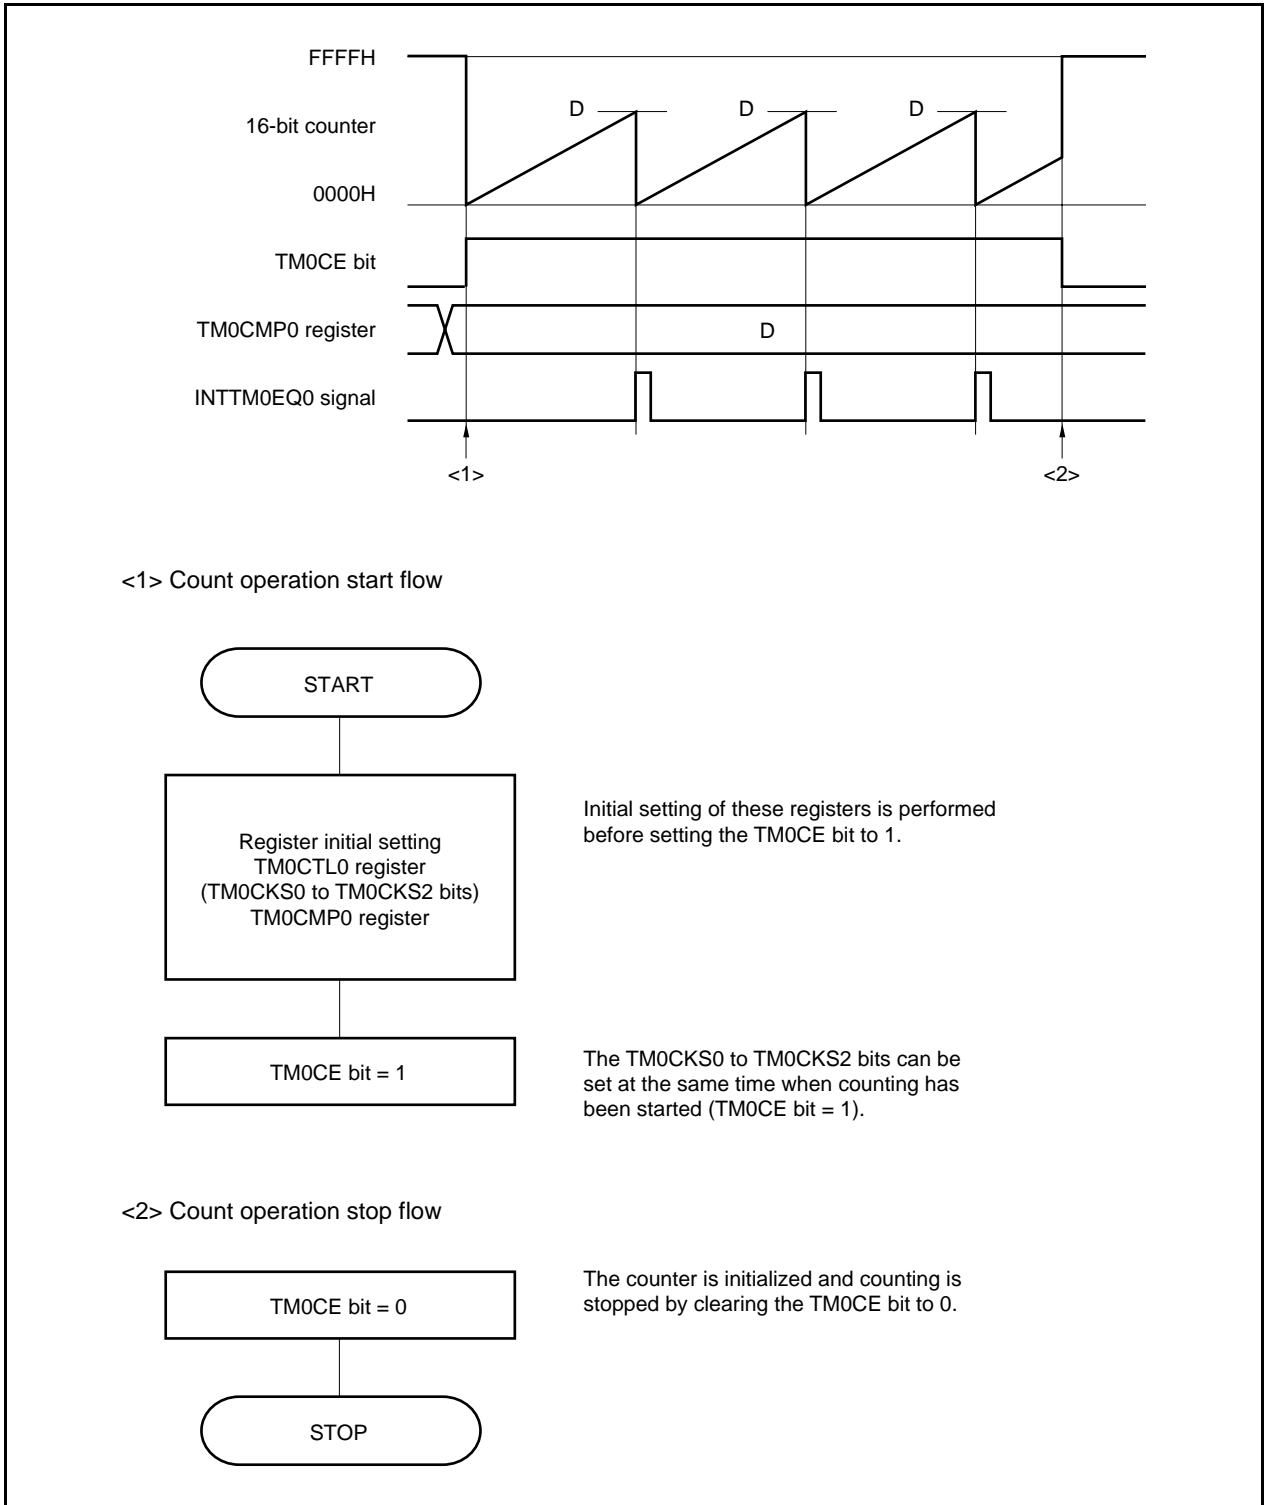 FFFFH
D D D
16-bit counter
0000H
TM0CE bit
TM0CMP0 register
D
INTTM0EQ0 signal
<1> <2>
<1> Count operation start flow
START
Register initial setting
TM0CTL0 register
(TM0CKS0 to TM0CKS2 bits)
TM0CMP0 register
Initial setting of these registers is performed
before setting the TM0CE bit to 1.
TM0CE bit = 1
The TM0CKS0 to TM0CKS2 bits can be
set at the same time when counting has
been started (TM0CE bit = 1).
<2> Count operation stop flow
TM0CE bit = 0
The counter is initialized and counting is
stopped by clearing the TM0CE bit to 0.
STOP